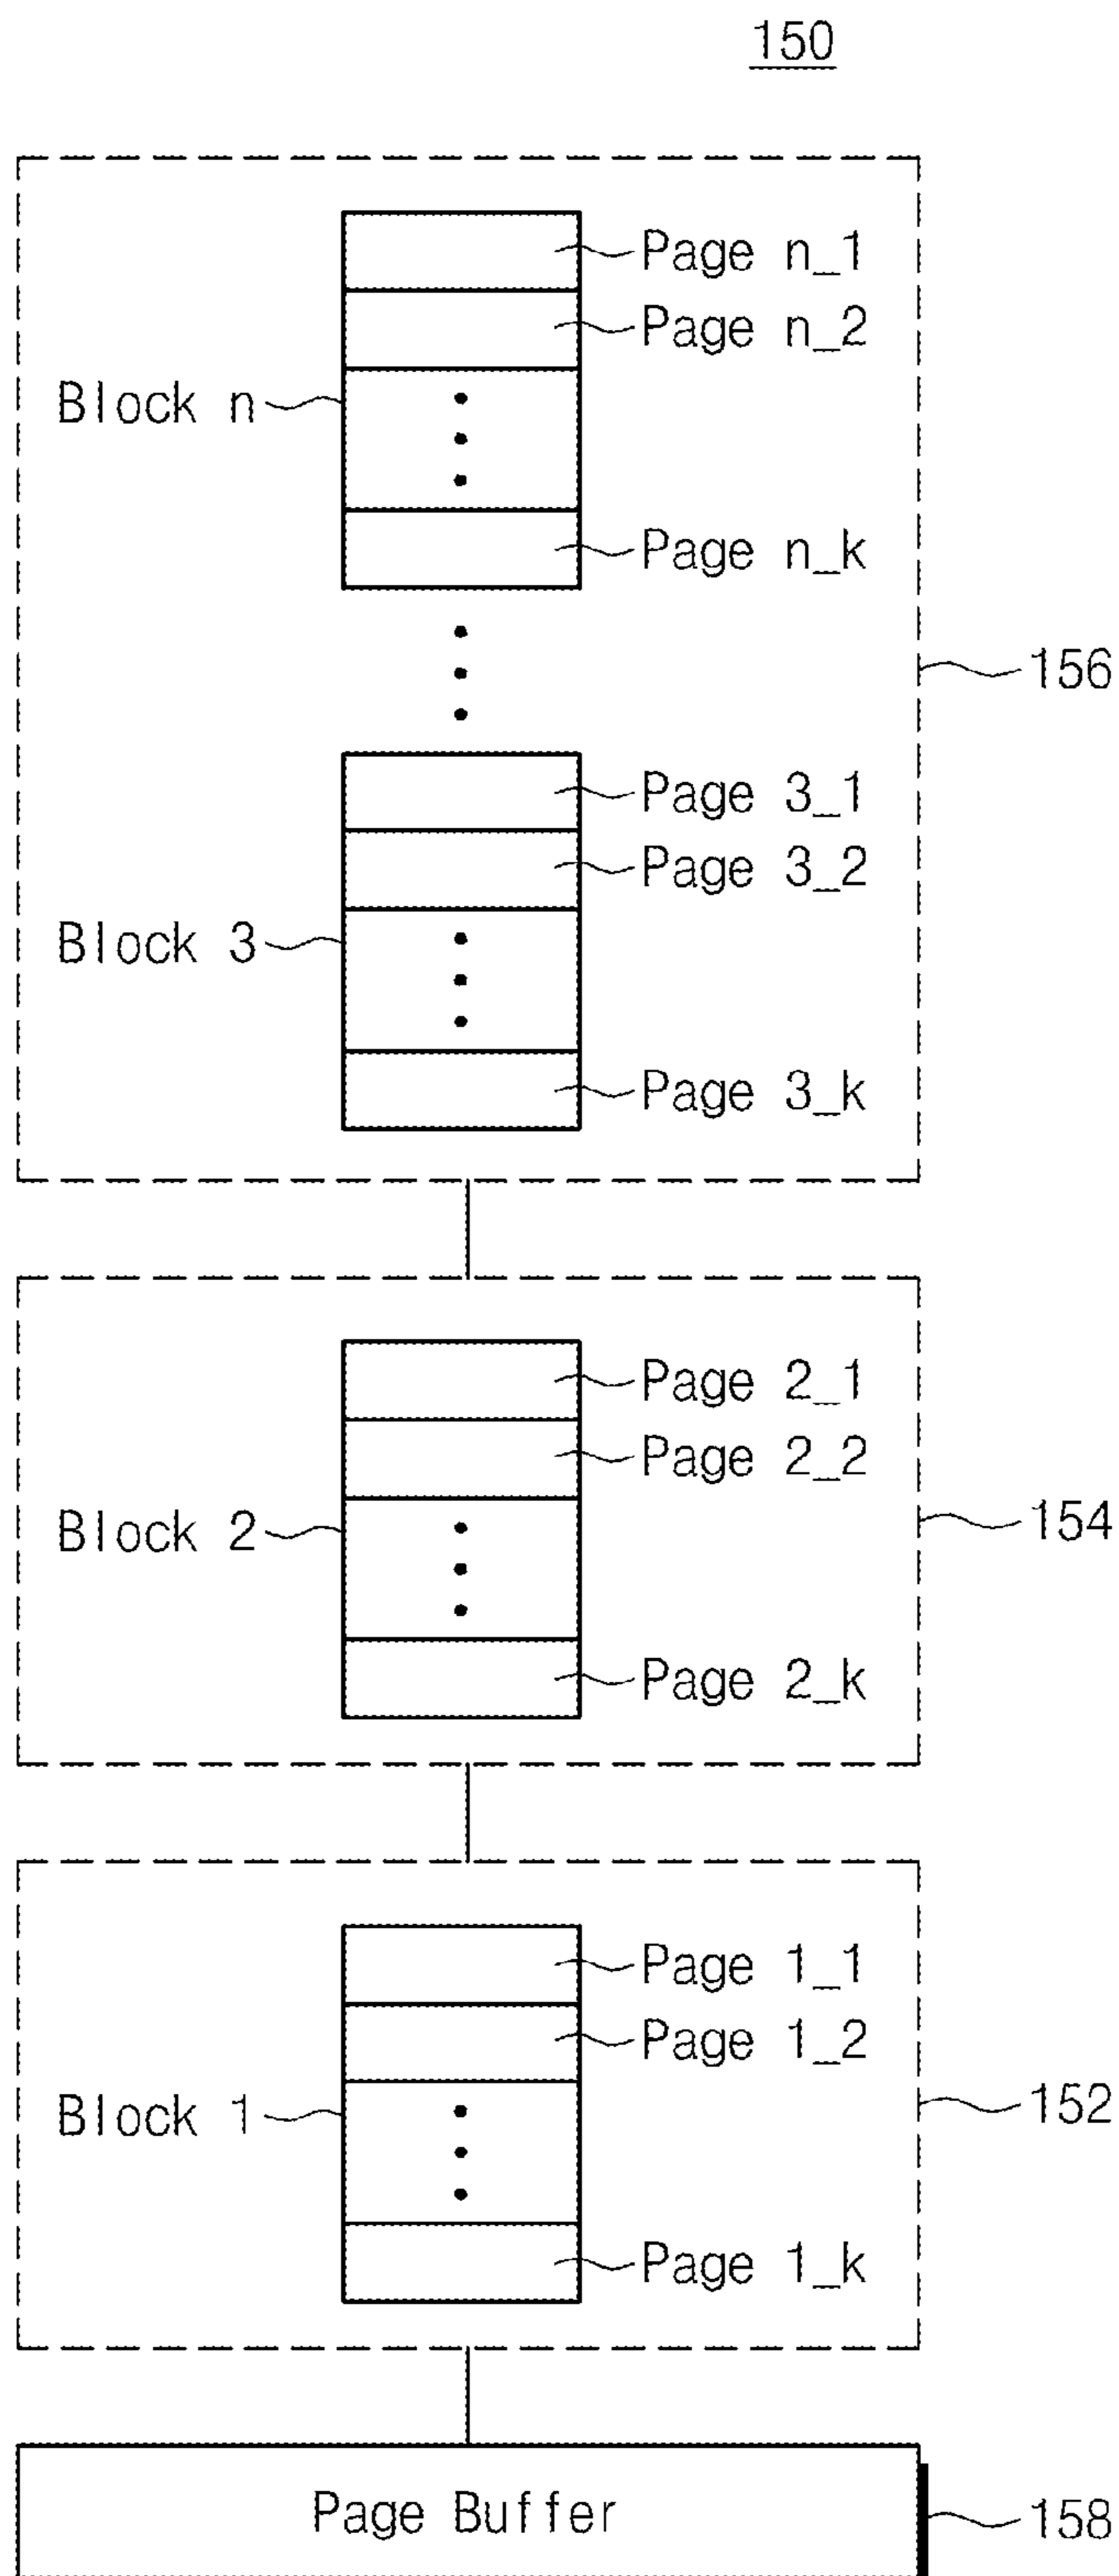 150
Page n_1
Page n_2
Block n
Page n_k
156
Page 3_1
Page 3_2
Block 3
Page 3_k
Page 2_1
Page 2_2
Block 2
154
Page 2_k
Page 1_1
Page 1_2
Block 1
152
Page 1_k
Page Buffer
158